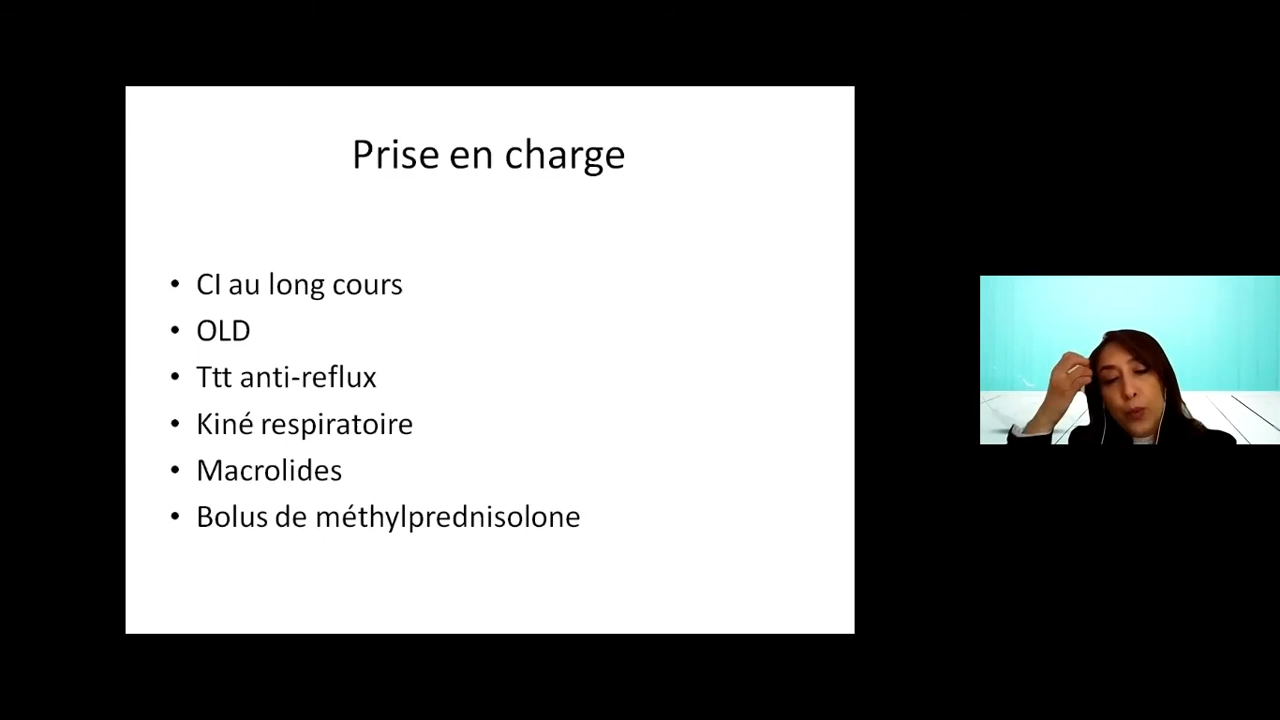 Prise en charge
• CI au long cours
• OLD
• Ttt anti-reflux
• Kiné respiratoire
• Macrolides
• Bolus de méthylprednisolone